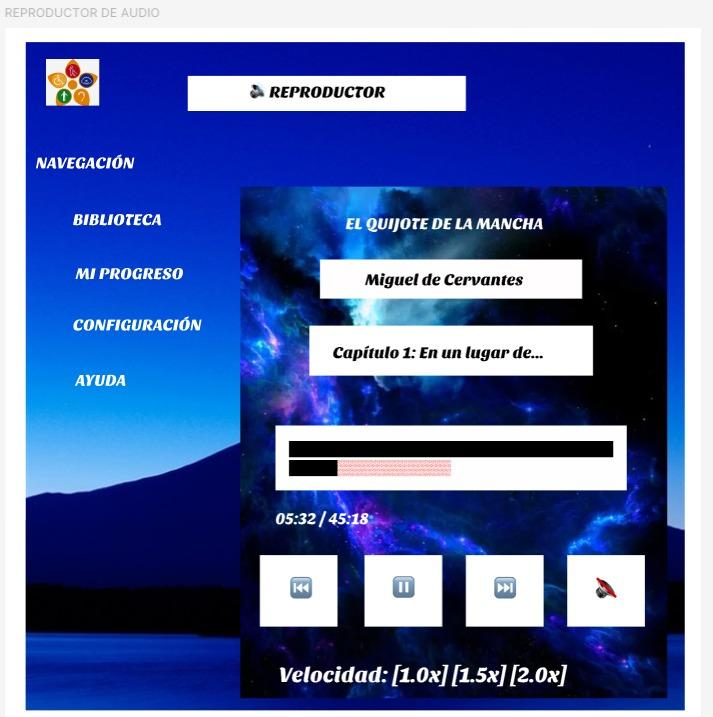 REPRODUCTOR DE AUDIO
🔊 REPRODUCTOR
NAVEGACIÓN
BIBLIOTECA
MI PROGRESO
CONFIGURACIÓN
AYUDA
EL QUIJOTE DE LA MANCHA
Miguel de Cervantes
Capítulo 1: En un lugar de...
05:32 / 45:18
⏮ ⏸ ⏭ 🔇
Velocidad: [1.0x] [1.5x] [2.0x]